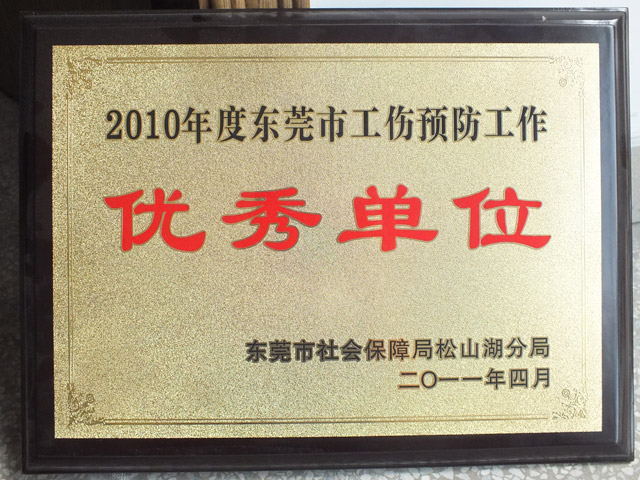 2010年度东莞市工伤预防工作
优秀单位
东莞市社会保障局松山湖分局
二〇一一年四月